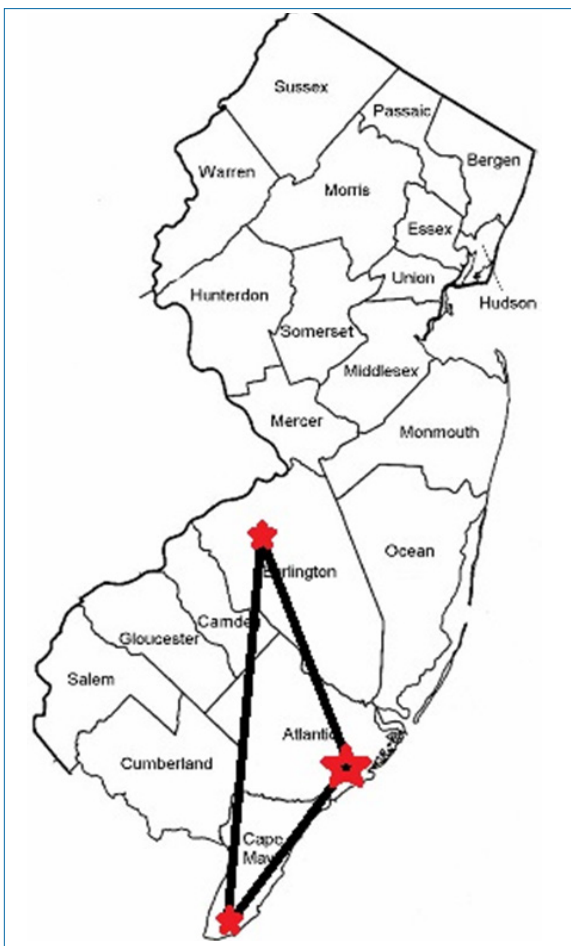 Sussex
Passaic
Bergen
Warren
Morris
Essex
Union
Hunterdon
Hudson
Somerset
Middlesex
Mercer
Monmouth
Ocean
Burlington
Camden
Gloucester
Salem
Atlantic
Cumberland
Cape
May